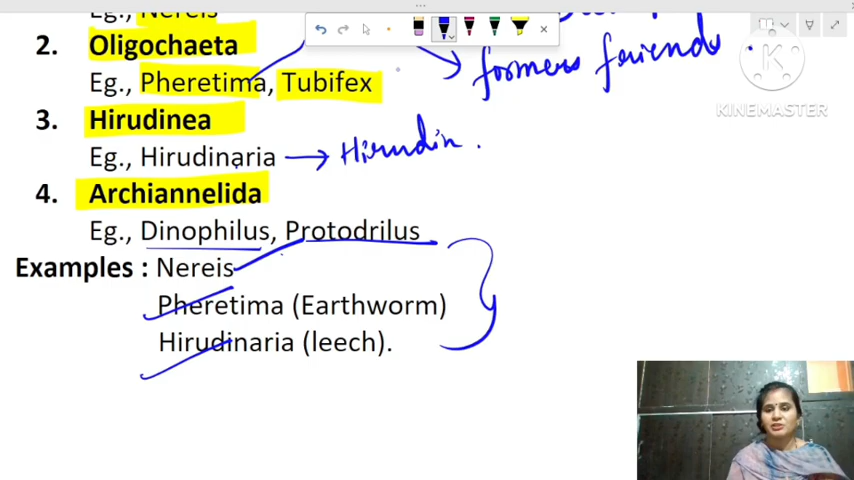 Eg., Nereis
2. Oligochaeta
Eg., Pheretima, Tubifex
formers friends .
3. Hirudinea
Eg., Hirudinaria → Hirudin .
4. Archiannelida
Eg., Dinophilus, Protodrilus
Examples : Nereis
Pheretima (Earthworm)
Hirudinaria (leech).
K
KINEMASTER